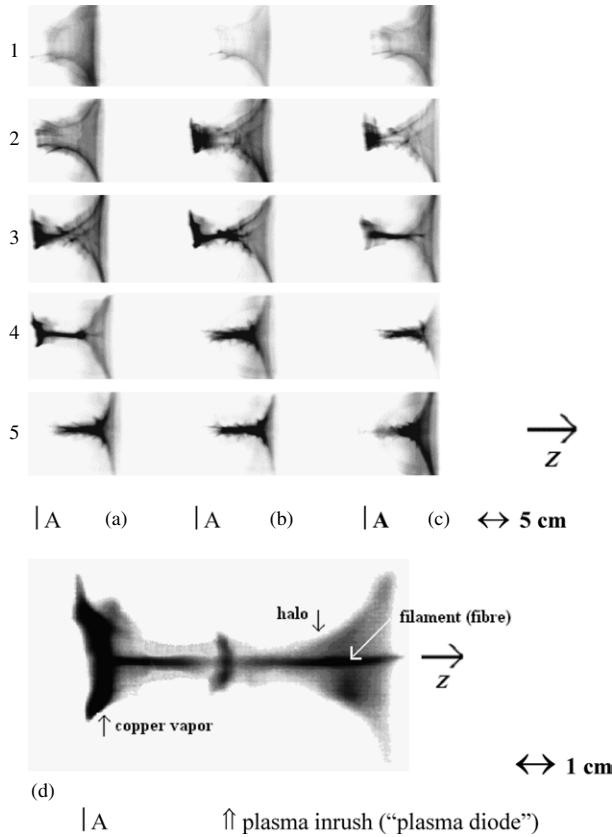 1
2
3
4
5
z
|A (a) |A (b) |A (c) ↔ 5 cm
halo ↓ filament (fibre)
z
↑ copper vapor
↔ 1 cm
(d)
|A ⇑ plasma inrush (“plasma diode”)